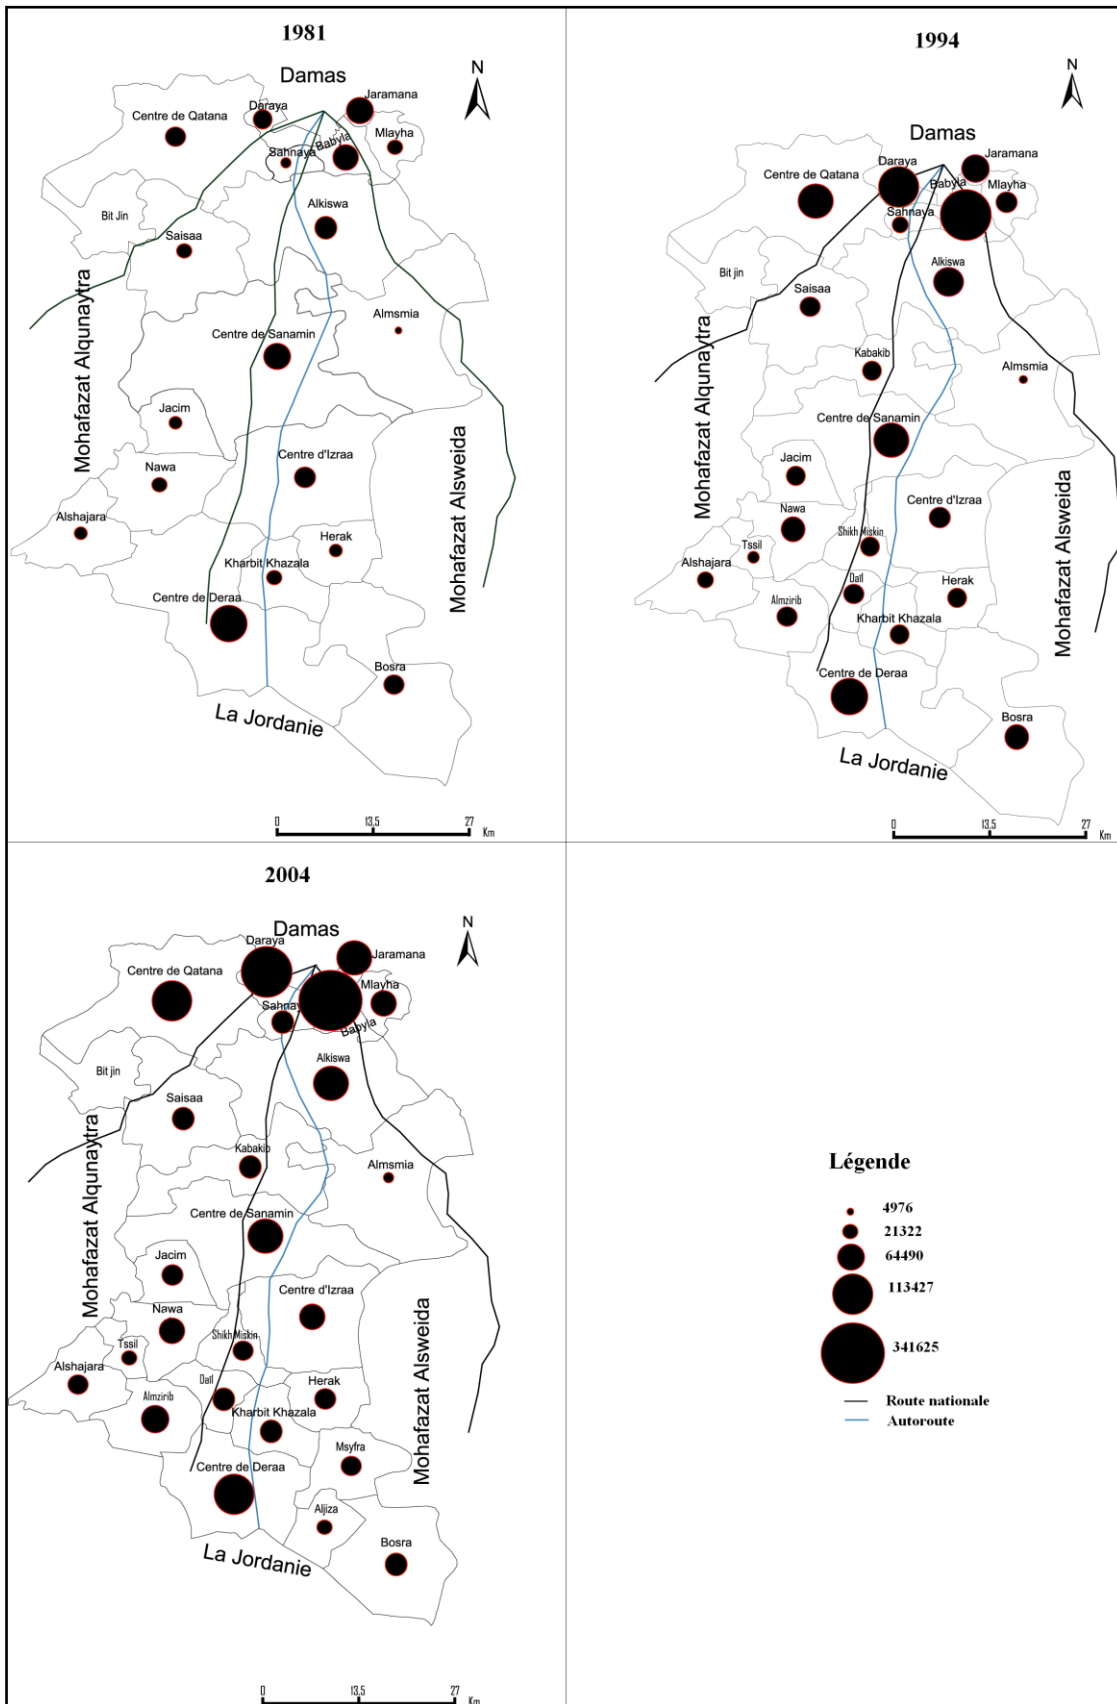 1981
Damas
N
Jaramana
Daraya
Centre de Qatana
Mlayha
Babyla
Sahnaya
Bit Jin
Alkiswa
Saisaa
Mohafazat Alqunaytra
Almsmia
Centre de Sanamin
Jacim
Centre d'Izraa
Nawa
Alshajara
Herak
Kharbit Khazala
Mohafazat Alsweida
Centre de Deraa
Bosra
La Jordanie
0 13.5 27
Km
1994
N
Damas
Jaramana
Daraya
Centre de Qatana
Babyla
Mlayha
Sahnaya
Alkiswa
Bit jin
Saisaa
Mohafazat Alqunaytra
Kabakib
Almsmia
Centre de Sanamin
Jacim
Centre d'Izraa
Nawa
Shikh Miskin
Mohafazat Alsweida
Tssil
Alshajara
Dail
Herak
Almzirib
Kharbit Khazala
Centre de Deraa
Bosra
La Jordanie
0 13.5 27
Km
2004
Damas
N
Daraya
Jaramana
Centre de Qatana
Mlayha
Sahnaya
Babyla
Alkiswa
Bit jin
Saisaa
Kabakib
Almsmia
Mohafazat Alqunaytra
Centre de Sanamin
Jacim
Centre d'Izraa
Nawa
Shikh Miskin
Tssil
Alshajara
Dail
Herak
Almzirib
Kharbit Khazala
Mohafazat Alsweida
Msyfra
Centre de Deraa
Aljiza
Bosra
La Jordanie
0 13.5 27
Km
Légende
4976
21322
64490
113427
341625
Route nationale
Autoroute